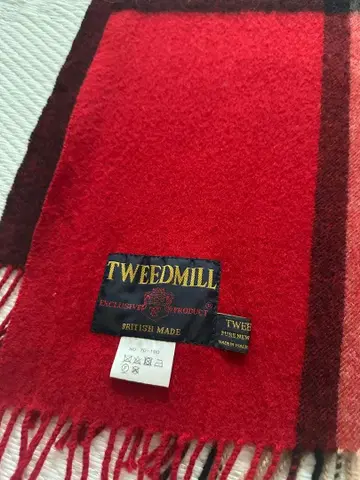 TWEEDMILL
EXCLUSIVE PRODUCT
BRITISH MADE
TWEE
PURE NEW